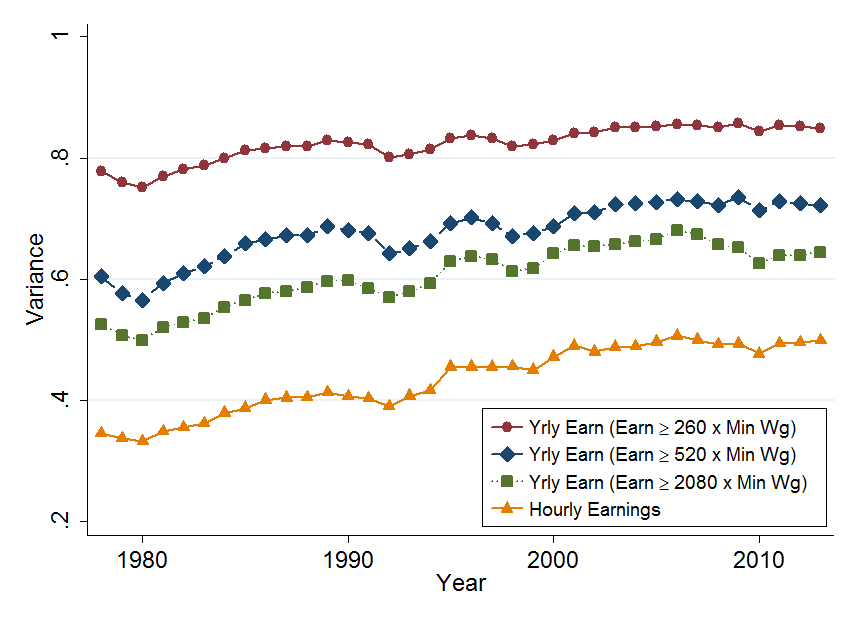 1
.8
.6
.4
.2
Variance
1980 1990 2000 2010
Year
Yrly Earn (Earn ≥ 260 x Min Wg)
Yrly Earn (Earn ≥ 520 x Min Wg)
Yrly Earn (Earn ≥ 2080 x Min Wg)
Hourly Earnings